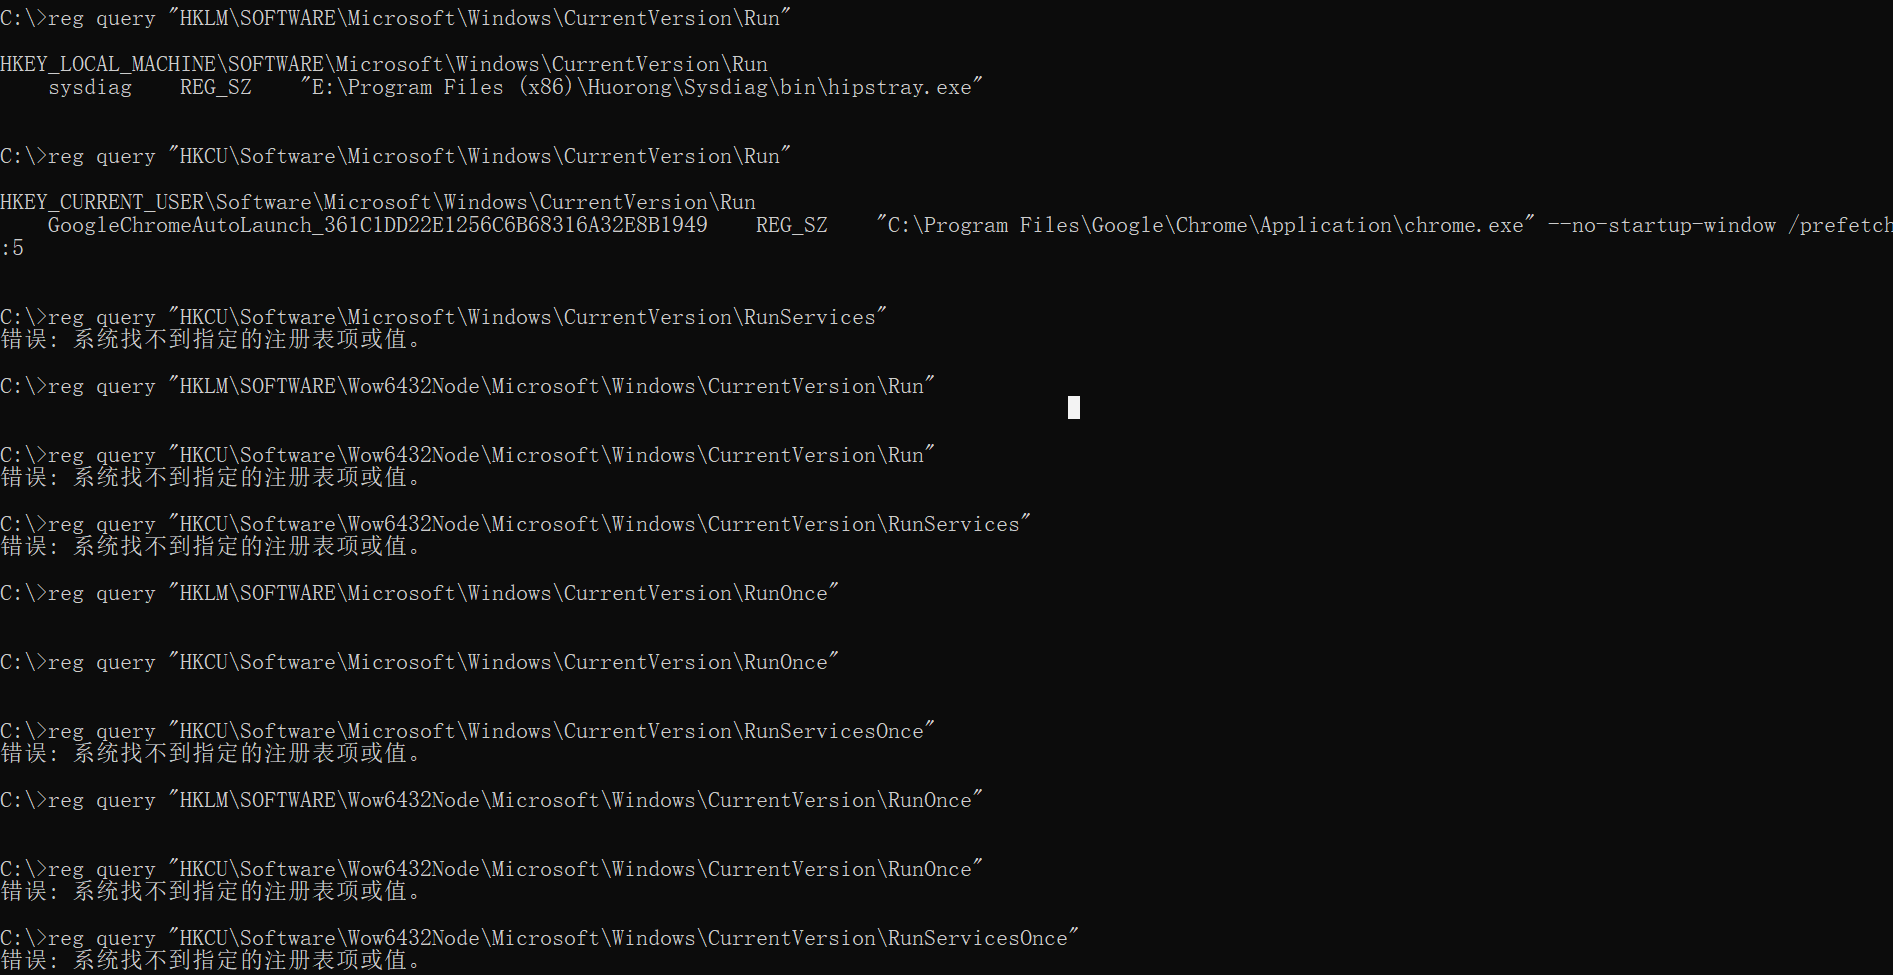 C:\>reg query "HKLM\SOFTWARE\Microsoft\Windows\CurrentVersion\Run"
HKEY_LOCAL_MACHINE\SOFTWARE\Microsoft\Windows\CurrentVersion\Run
    sysdiag    REG_SZ    "E:\Program Files (x86)\Huorong\Sysdiag\bin\hipstray.exe"
C:\>reg query "HKCU\Software\Microsoft\Windows\CurrentVersion\Run"
HKEY_CURRENT_USER\Software\Microsoft\Windows\CurrentVersion\Run
    GoogleChromeAutoLaunch_361C1DD22E1256C6B68316A32E8B1949    REG_SZ    "C:\Program Files\Google\Chrome\Application\chrome.exe" --no-startup-window /prefetch
:5
C:\>reg query "HKCU\Software\Microsoft\Windows\CurrentVersion\RunServices"
错误: 系统找不到指定的注册表项或值。
C:\>reg query "HKLM\SOFTWARE\Wow6432Node\Microsoft\Windows\CurrentVersion\Run"
C:\>reg query "HKCU\Software\Wow6432Node\Microsoft\Windows\CurrentVersion\Run"
错误: 系统找不到指定的注册表项或值。
C:\>reg query "HKCU\Software\Wow6432Node\Microsoft\Windows\CurrentVersion\RunServices"
错误: 系统找不到指定的注册表项或值。
C:\>reg query "HKLM\SOFTWARE\Microsoft\Windows\CurrentVersion\RunOnce"
C:\>reg query "HKCU\Software\Microsoft\Windows\CurrentVersion\RunOnce"
C:\>reg query "HKCU\Software\Microsoft\Windows\CurrentVersion\RunServicesOnce"
错误: 系统找不到指定的注册表项或值。
C:\>reg query "HKLM\SOFTWARE\Wow6432Node\Microsoft\Windows\CurrentVersion\RunOnce"
C:\>reg query "HKCU\Software\Wow6432Node\Microsoft\Windows\CurrentVersion\RunOnce"
错误: 系统找不到指定的注册表项或值。
C:\>reg query "HKCU\Software\Wow6432Node\Microsoft\Windows\CurrentVersion\RunServicesOnce"
错误: 系统找不到指定的注册表项或值。